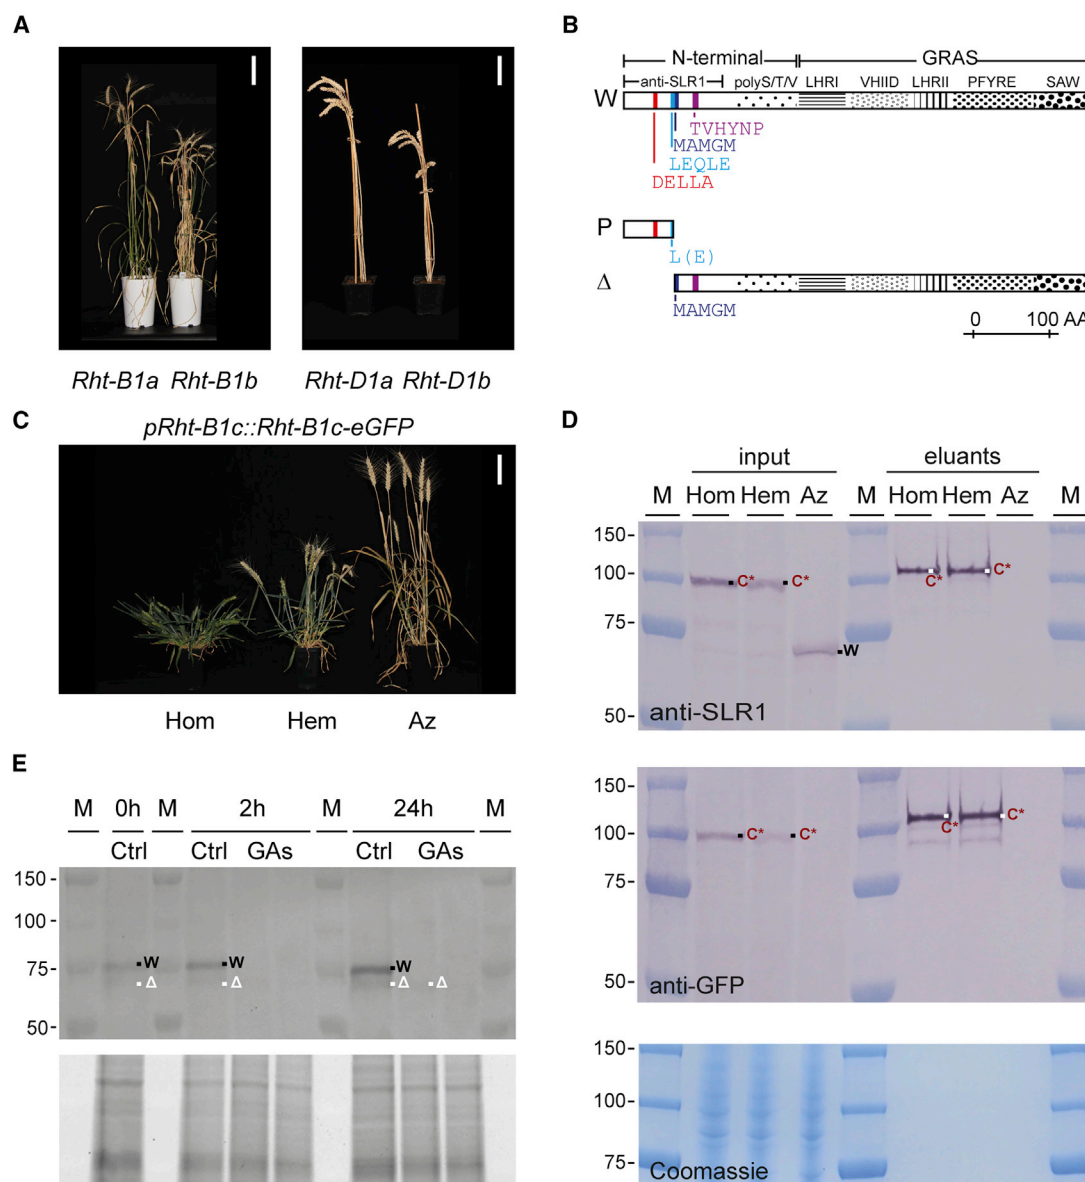 A
Rht-B1a Rht-B1b
Rht-D1a Rht-D1b
B
N-terminal GRAS
anti-SLR1 polyS/T/V LHRI VHIID LHRII PFYRE SAW
W
TVHYNP
MAMGM
LEQLE
DELLA
P
L(E)
Δ
MAMGM
0 100 AA
C
pRht-B1c::Rht-B1c-eGFP
Hom Hem Az
D
input eluants
M Hom Hem Az M Hom Hem Az M
150-
100-
75-
50-
C* C* C* C*
W
anti-SLR1
150-
100-
75-
50-
C* C* C* C*
anti-GFP
150-
100-
75-
Coomassie
E
M 0h M 2h M 24h M
Ctrl Ctrl GAs Ctrl GAs
150-
100-
75-
50-
W W W
Δ Δ Δ Δ